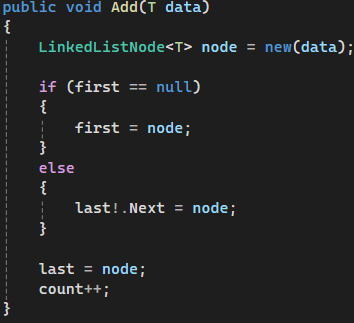 public void Add(T data)
{
    LinkedListNode<T> node = new(data);
    if (first == null)
    {
        first = node;
    }
    else
    {
        last!.Next = node;
    }
    last = node;
    count++;
}